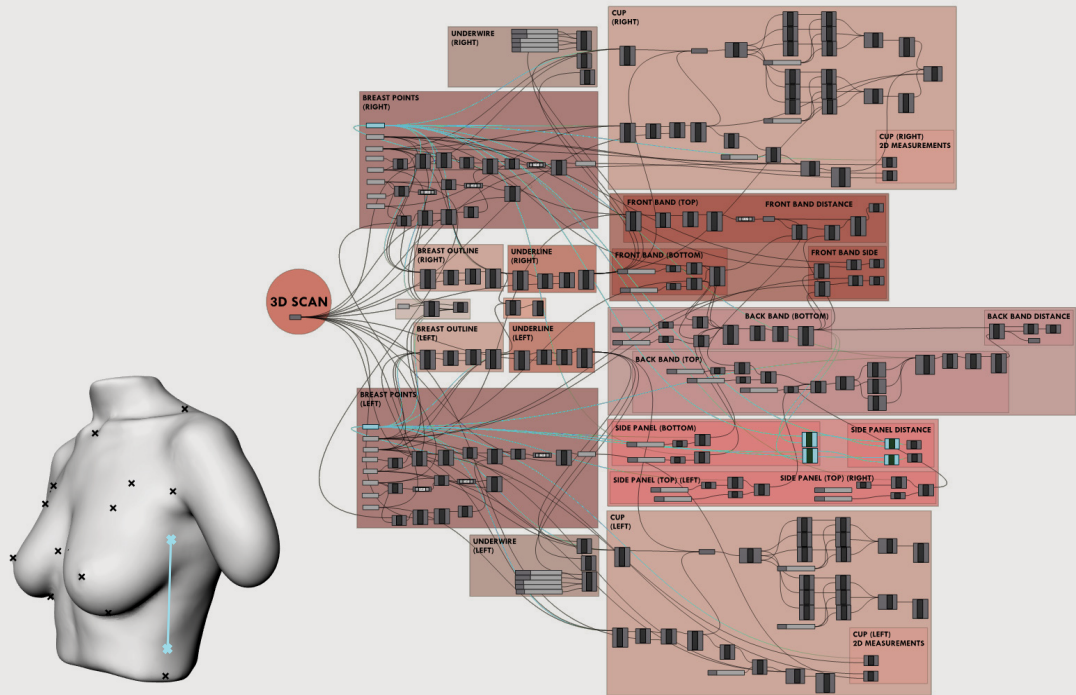 UNDERWIRE
(RIGHT)
CUP
(RIGHT)
BREAST POINTS
(RIGHT)
CUP (RIGHT)
2D MEASUREMENTS
FRONT BAND (TOP)
FRONT BAND DISTANCE
BREAST OUTLINE
(RIGHT)
UNDERLINE
(RIGHT)
FRONT BAND (BOTTOM)
FRONT BAND SIDE
3D SCAN
BACK BAND (BOTTOM)
BACK BAND DISTANCE
BREAST OUTLINE
(LEFT)
UNDERLINE
(LEFT)
BACK BAND (TOP)
BREAST POINTS
(LEFT)
SIDE PANEL (BOTTOM)
SIDE PANEL DISTANCE
SIDE PANEL (TOP) (LEFT)
SIDE PANEL (TOP) (RIGHT)
CUP
(LEFT)
UNDERWIRE
(LEFT)
CUP (LEFT)
2D MEASUREMENTS